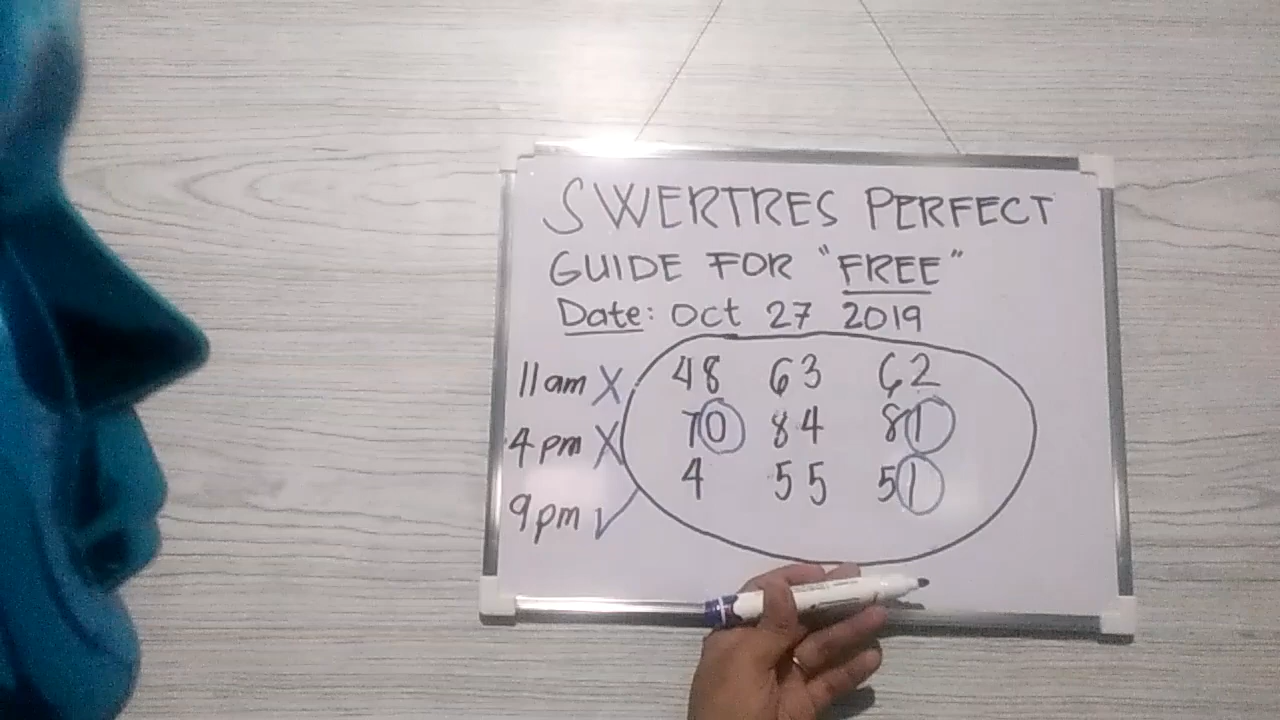 SWERTRES PERFECT
GUIDE FOR "FREE"
Date: Oct 27 2019
11am X 48 63 62
4pm X 70 84 81
9pm ✓ 4 55 51